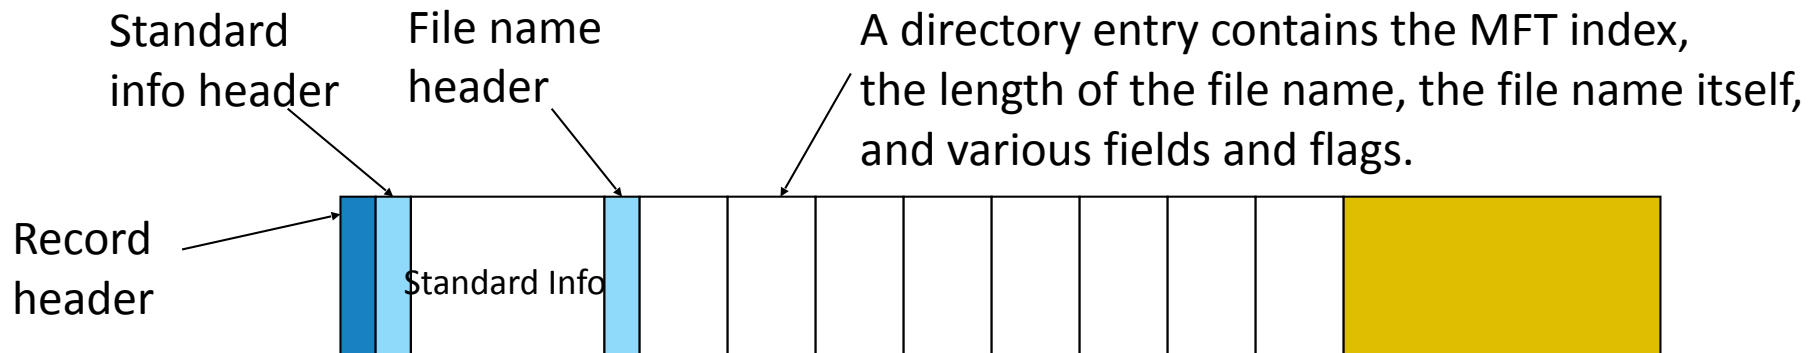 Standard
info header
File name
header
A directory entry contains the MFT index,
the length of the file name, the file name itself,
and various fields and flags.
Record
header
Standard Info